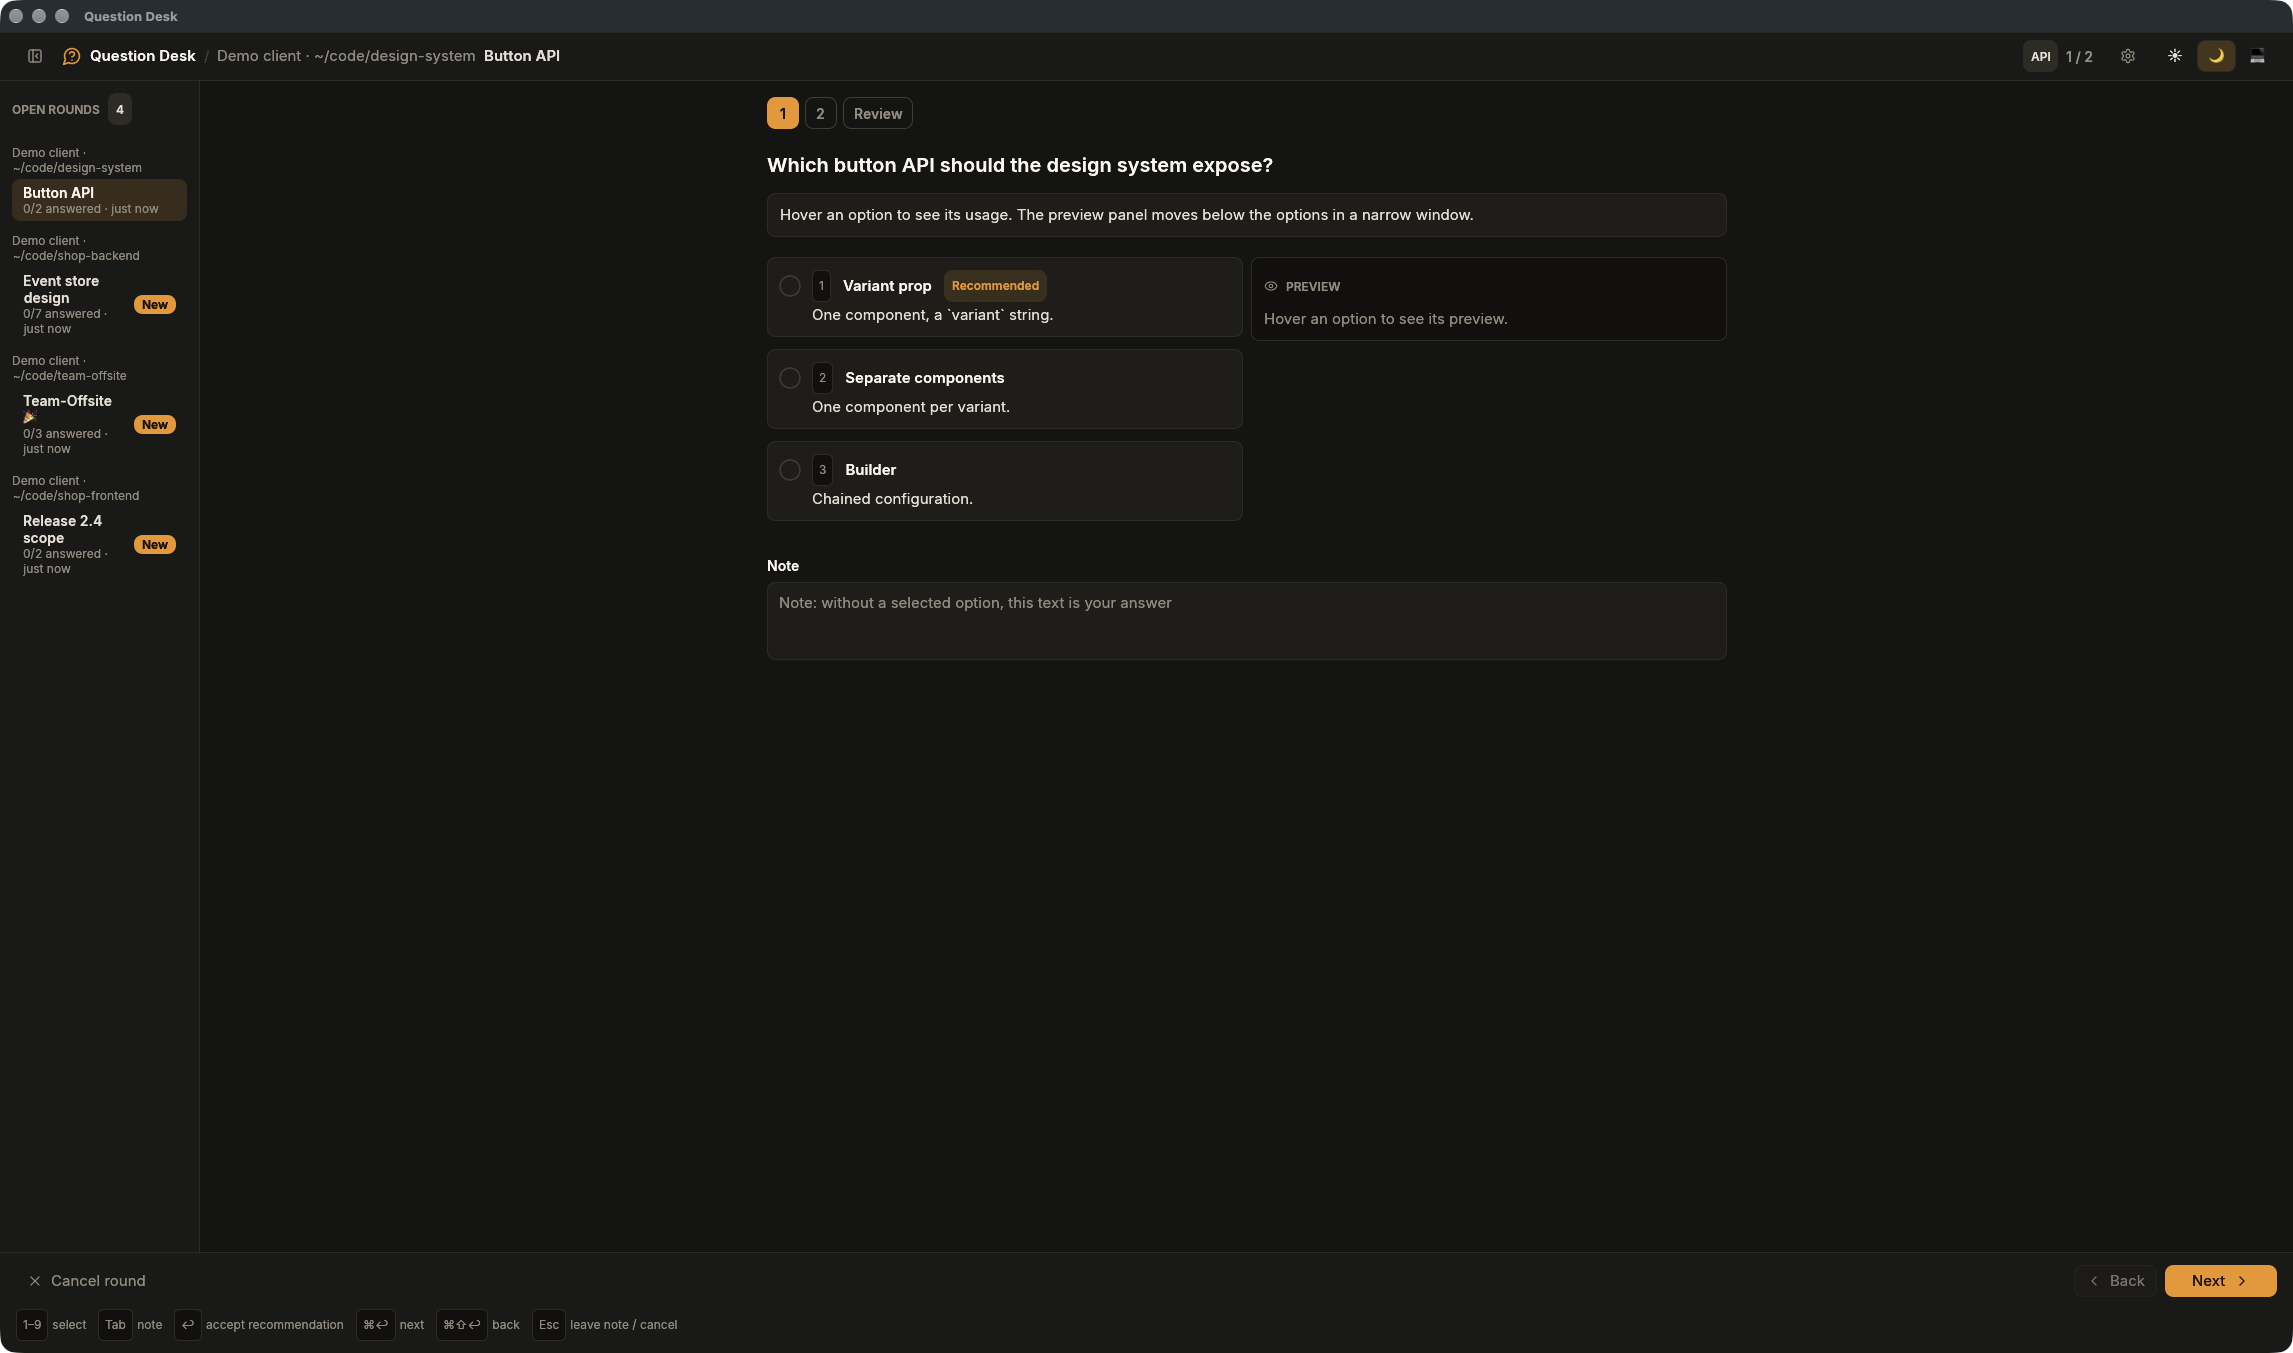 Question Desk
Question Desk / Demo client · ~/code/design-system Button API
API 1 / 2
OPEN ROUNDS 4
Demo client ·
~/code/design-system
Button API
0/2 answered · just now
Demo client ·
~/code/shop-backend
Event store
design
0/7 answered ·
just now
New
Demo client ·
~/code/team-offsite
Team-Offsite
🎉
0/3 answered ·
just now
New
Demo client ·
~/code/shop-frontend
Release 2.4
scope
0/2 answered ·
just now
New
1 2 Review
Which button API should the design system expose?
Hover an option to see its usage. The preview panel moves below the options in a narrow window.
1 Variant prop Recommended
One component, a `variant` string.
2 Separate components
One component per variant.
3 Builder
Chained configuration.
PREVIEW
Hover an option to see its preview.
Note
Note: without a selected option, this text is your answer
Cancel round
Back Next
1–9 select Tab note ↩ accept recommendation ⌘↩ next ⌘⇧↩ back Esc leave note / cancel